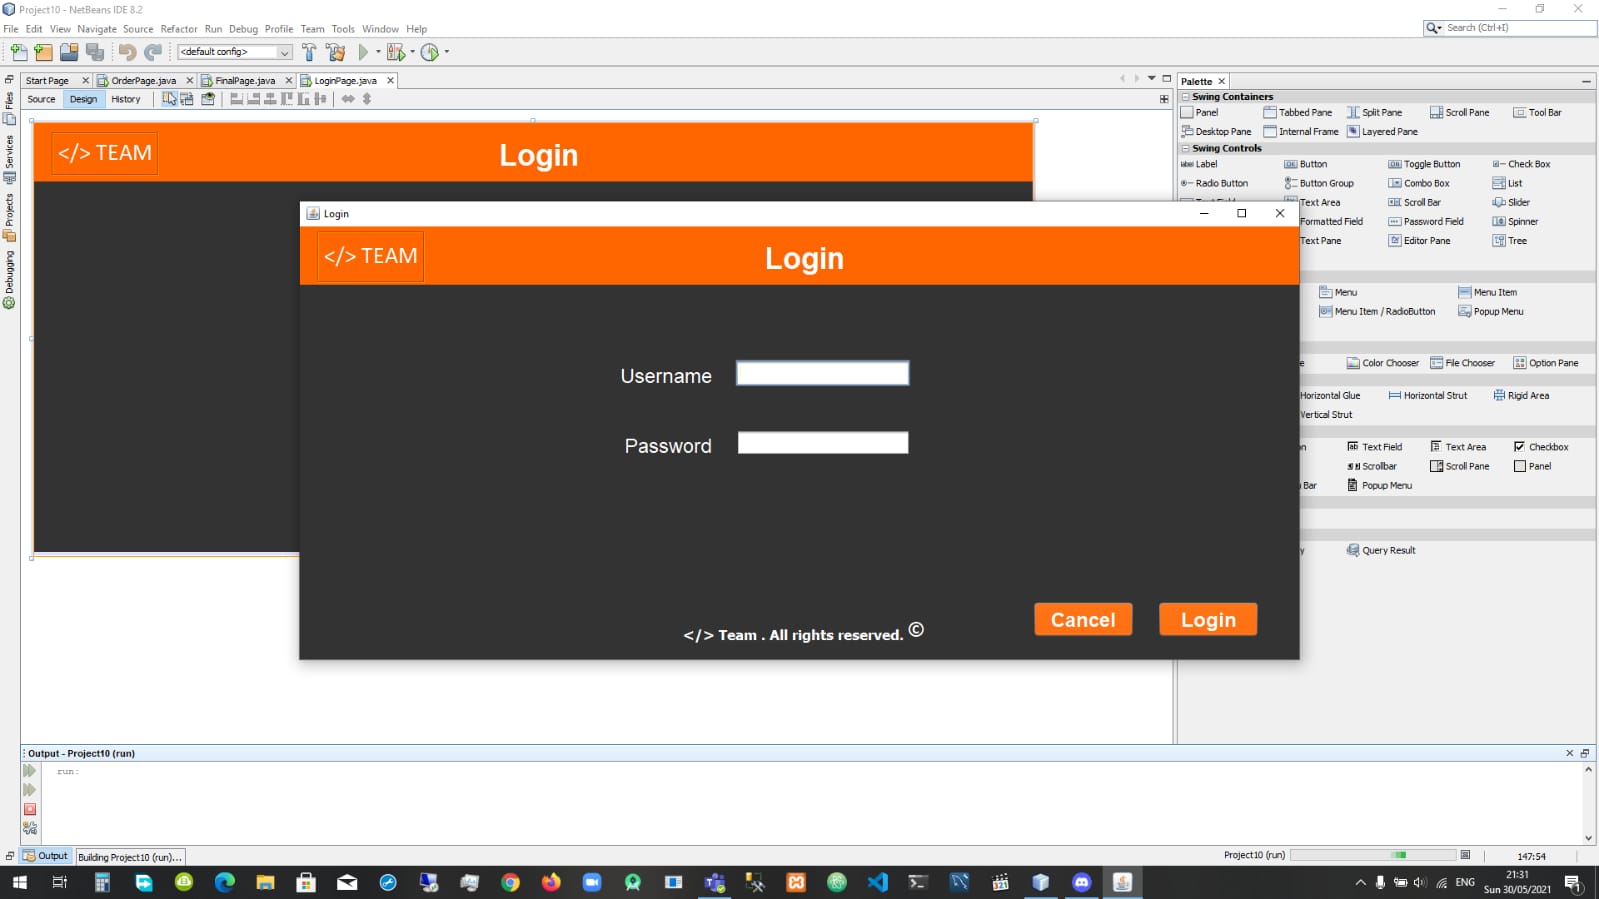 Project10 - NetBeans IDE 8.2
File Edit View Navigate Source Refactor Run Debug Profile Team Tools Window Help
Search (Ctrl+I)
<default config>
Start Page OrderPage.java FinalPage.java LoginPage.java
Source Design History
Files
Services
Projects
Debugging
</> TEAM
Login
Login
</> TEAM
Login
Username
Password
Cancel
Login
</> Team . All rights reserved. ©
Palette
Swing Containers
Panel Tabbed Pane Split Pane Scroll Pane Tool Bar
Desktop Pane Internal Frame Layered Pane
Swing Controls
Label Button Toggle Button Check Box
Radio Button Button Group Combo Box List
Text Area Scroll Bar Slider
Formatted Field Password Field Spinner
Text Pane Editor Pane Tree
Menu Menu Item
Menu Item / RadioButton Popup Menu
Color Chooser File Chooser Option Pane
Horizontal Glue Horizontal Strut Rigid Area
Vertical Strut
Text Field Text Area Checkbox
Scrollbar Scroll Pane Panel
Bar Popup Menu
Query Result
Output - Project10 (run)
run:
Output Building Project10 (run)...
Project10 (run)
147:54
321
ENG
21:31
Sun 30/05/2021
1